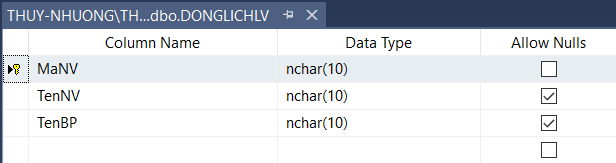 THUY-NHUONG\TH...dbo.DONGLICHLV
Column Name Data Type Allow Nulls
MaNV nchar(10)
TenNV nchar(10)
TenBP nchar(10)